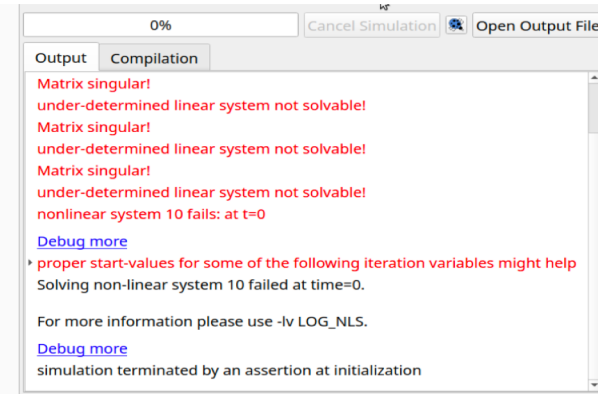 0%
Cancel Simulation
Open Output File
Output
Compilation
Matrix singular!
under-determined linear system not solvable!
Matrix singular!
under-determined linear system not solvable!
Matrix singular!
under-determined linear system not solvable!
nonlinear system 10 fails: at t=0
Debug more
proper start-values for some of the following iteration variables might help
Solving non-linear system 10 failed at time=0.
For more information please use -lv LOG_NLS.
Debug more
simulation terminated by an assertion at initialization